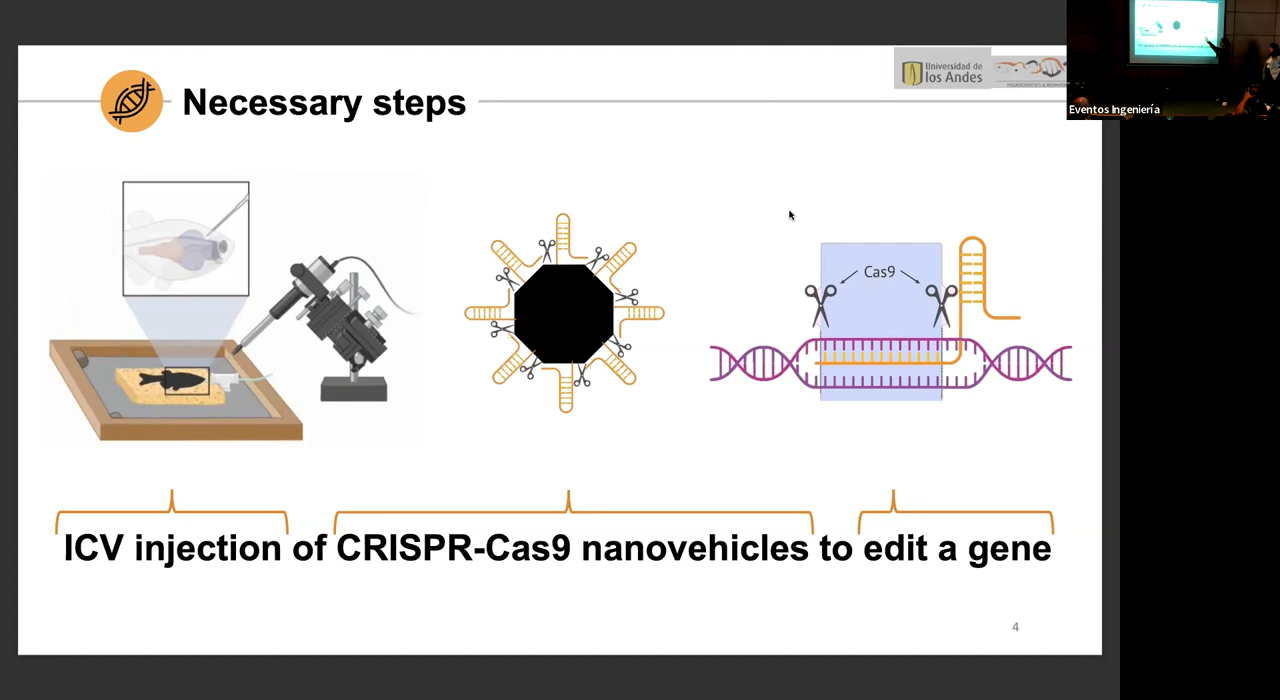 Necessary steps
Universidad de
los Andes
Eventos Ingeniería
Cas9
ICV injection of CRISPR-Cas9 nanovehicles to edit a gene
4